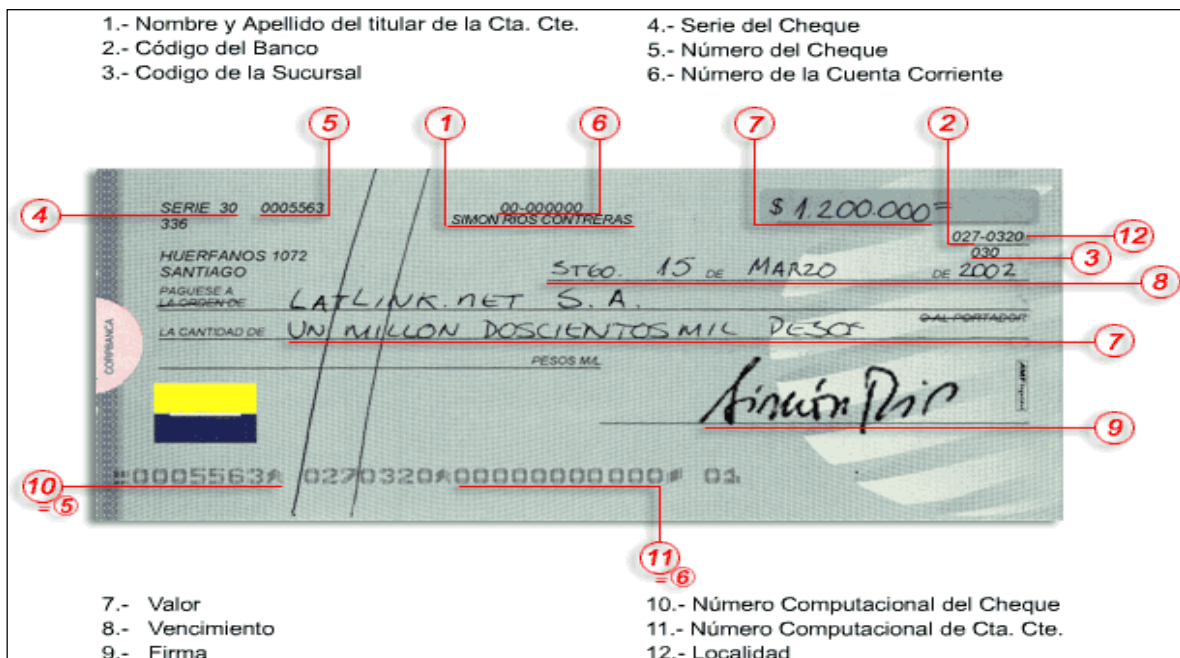 1.- Nombre y Apellido del titular de la Cta. Cte.
2.- Código del Banco
3.- Codigo de la Sucursal
4.- Serie del Cheque
5.- Número del Cheque
6.- Número de la Cuenta Corriente
5 1 6 7 2
4
SERIE 30 0005563
336
00-000000
SIMON RIOS CONTRERAS
$ 1.200.000=
027-0320
12
030
3
HUERFANOS 1072
SANTIAGO
STGO. 15 DE MARZO DE 2002
8
PAGUESE A
LA ORDEN DE LATLINK.NET S.A.
O AL PORTADOR
LA CANTIDAD DE UN MILLON DOSCIENTOS MIL PESOS
7
PESOS M/L
CORPBANCA
Simón Rios
9
0005563 0270320 00000000000 01
10
= 5
11
= 6
7.- Valor
8.- Vencimiento
9.- Firma
10.- Número Computacional del Cheque
11.- Número Computacional de Cta. Cte.
12.- Localidad